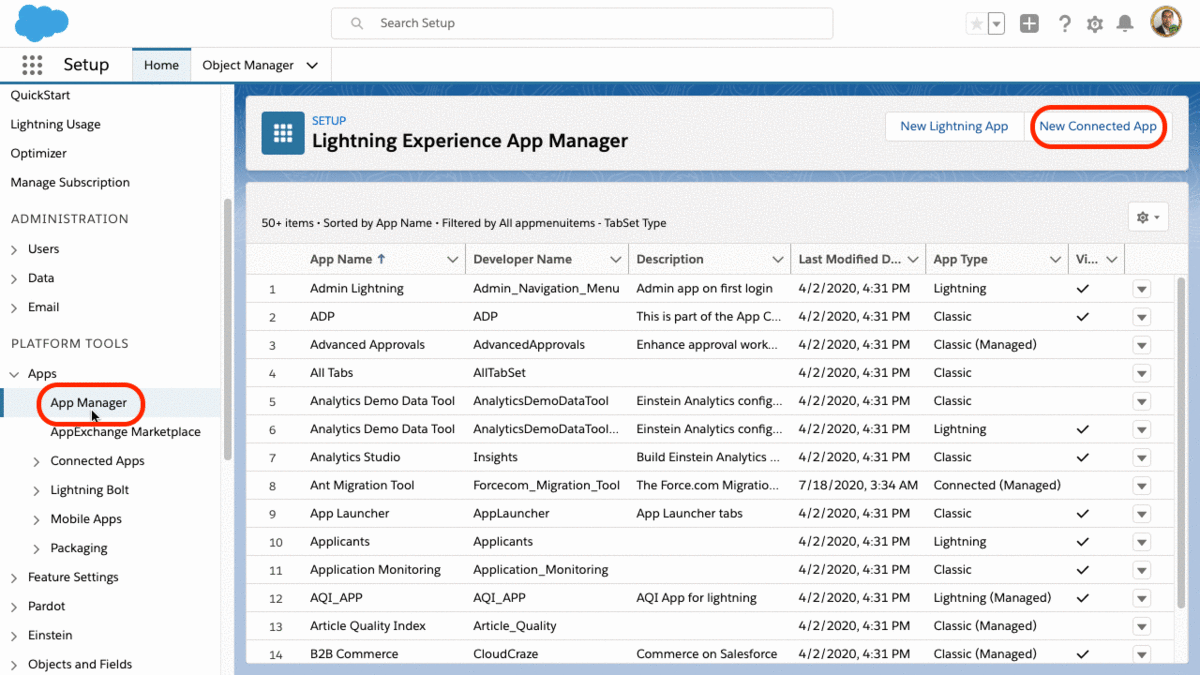 Search Setup
Setup
Home
Object Manager
QuickStart
Lightning Usage
Optimizer
Manage Subscription
ADMINISTRATION
Users
Data
Email
PLATFORM TOOLS
Apps
App Manager
AppExchange Marketplace
Connected Apps
Lightning Bolt
Mobile Apps
Packaging
Feature Settings
Pardot
Einstein
Objects and Fields
SETUP
Lightning Experience App Manager
New Lightning App
New Connected App
50+ items • Sorted by App Name • Filtered by All appmenuitems - TabSet Type
App Name ↑ Developer Name Description Last Modified D... App Type Vi...
1 Admin Lightning Admin_Navigation_Menu Admin app on first login 4/2/2020, 4:31 PM Lightning
2 ADP ADP This is part of the App C... 4/2/2020, 4:31 PM Classic
3 Advanced Approvals AdvancedApprovals Enhance approval work... 4/2/2020, 4:31 PM Classic (Managed)
4 All Tabs AllTabSet 4/2/2020, 4:31 PM Classic
5 Analytics Demo Data Tool AnalyticsDemoDataTool Einstein Analytics config... 4/2/2020, 4:31 PM Classic
6 Analytics Demo Data Tool AnalyticsDemoDataTool... Einstein Analytics config... 4/2/2020, 4:31 PM Lightning
7 Analytics Studio Insights Build Einstein Analytics ... 4/2/2020, 4:31 PM Classic
8 Ant Migration Tool Forcecom_Migration_Tool The Force.com Migratio... 7/18/2020, 3:34 AM Connected (Managed)
9 App Launcher AppLauncher App Launcher tabs 4/2/2020, 4:31 PM Classic
10 Applicants Applicants 4/2/2020, 4:31 PM Lightning
11 Application Monitoring Application_Monitoring 4/2/2020, 4:31 PM Classic
12 AQI_APP AQI_APP AQI App for lightning 4/2/2020, 4:31 PM Lightning (Managed)
13 Article Quality Index Article_Quality 4/2/2020, 4:31 PM Classic (Managed)
14 B2B Commerce CloudCraze Commerce on Salesforce 4/2/2020, 4:31 PM Classic (Managed)